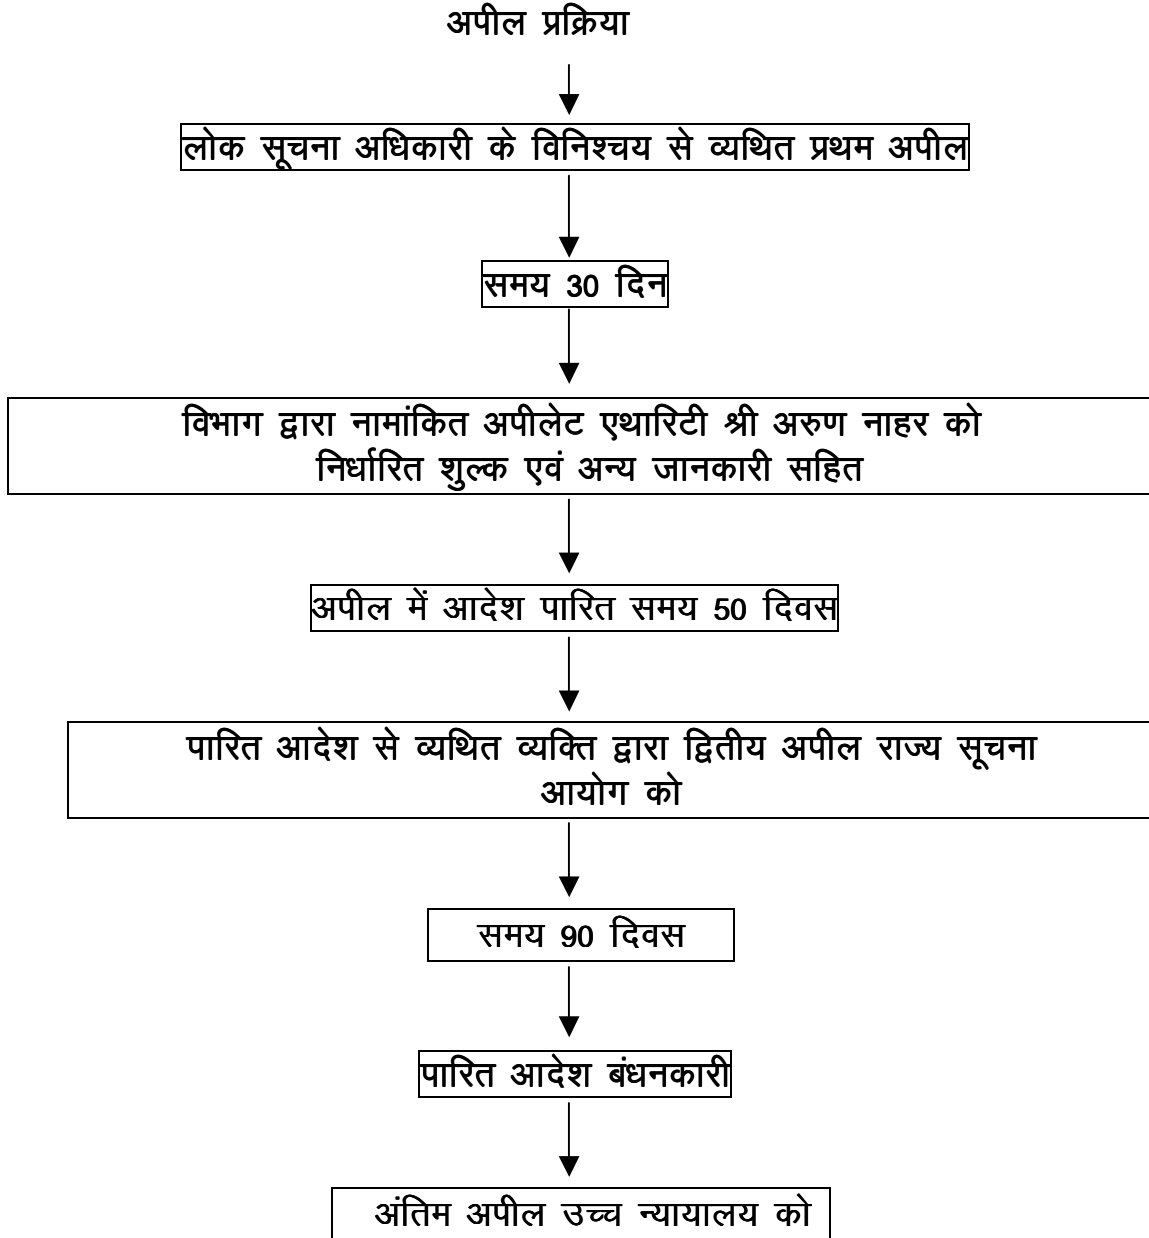 अपील प्रक्रिया
लोक सूचना अधिकारी के विनिश्चय से व्यथित प्रथम अपील
समय 30 दिन
विभाग द्वारा नामांकित अपीलेट एथारिटी श्री अरुण नाहर को
निर्धारित शुल्क एवं अन्य जानकारी सहित
अपील में आदेश पारित समय 50 दिवस
पारित आदेश से व्यथित व्यक्ति द्वारा द्वितीय अपील राज्य सूचना
आयोग को
समय 90 दिवस
पारित आदेश बंधनकारी
अंतिम अपील उच्च न्यायालय को